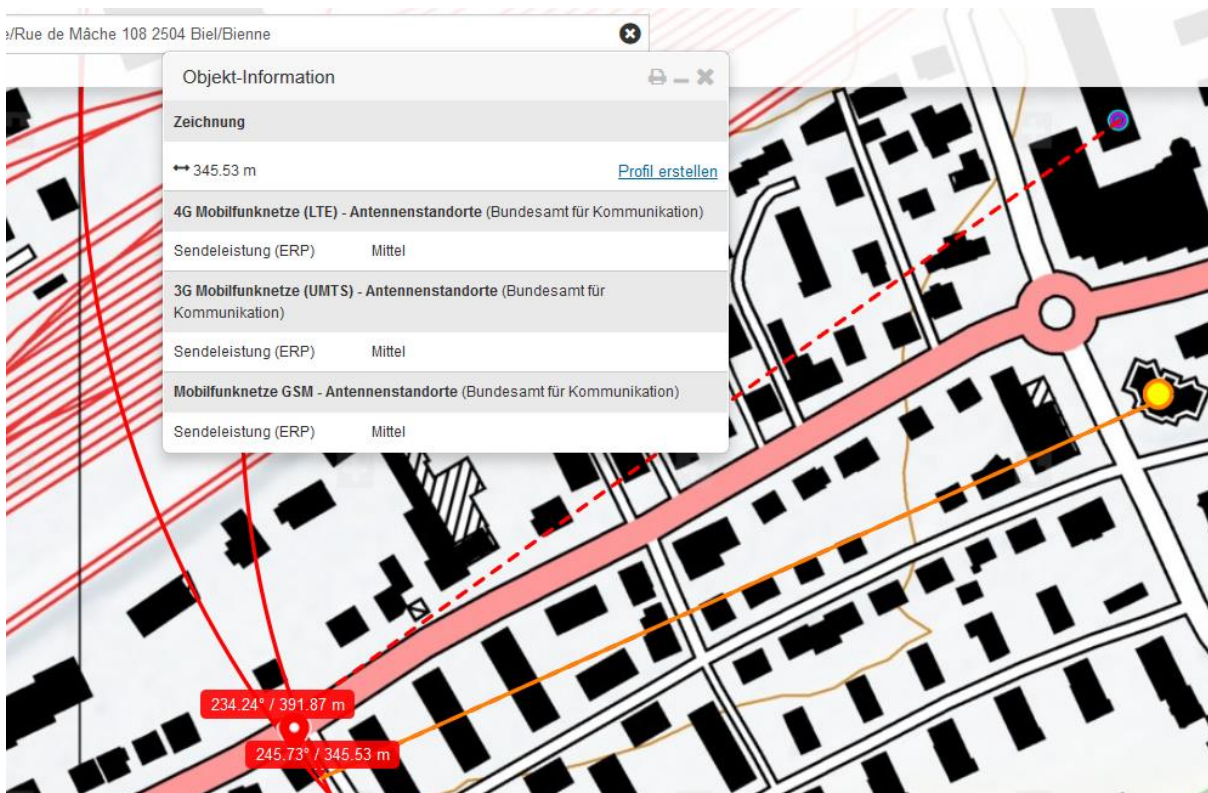 e/Rue de Mâche 108 2504 Biel/Bienne
Objekt-Information
Zeichnung
345.53 m
Profil erstellen
4G Mobilfunknetze (LTE) - Antennenstandorte (Bundesamt für Kommunikation)
Sendeleistung (ERP) Mittel
3G Mobilfunknetze (UMTS) - Antennenstandorte (Bundesamt für
Kommunikation)
Sendeleistung (ERP) Mittel
Mobilfunknetze GSM - Antennenstandorte (Bundesamt für Kommunikation)
Sendeleistung (ERP) Mittel
234.24° / 391.87 m
245.73° / 345.53 m